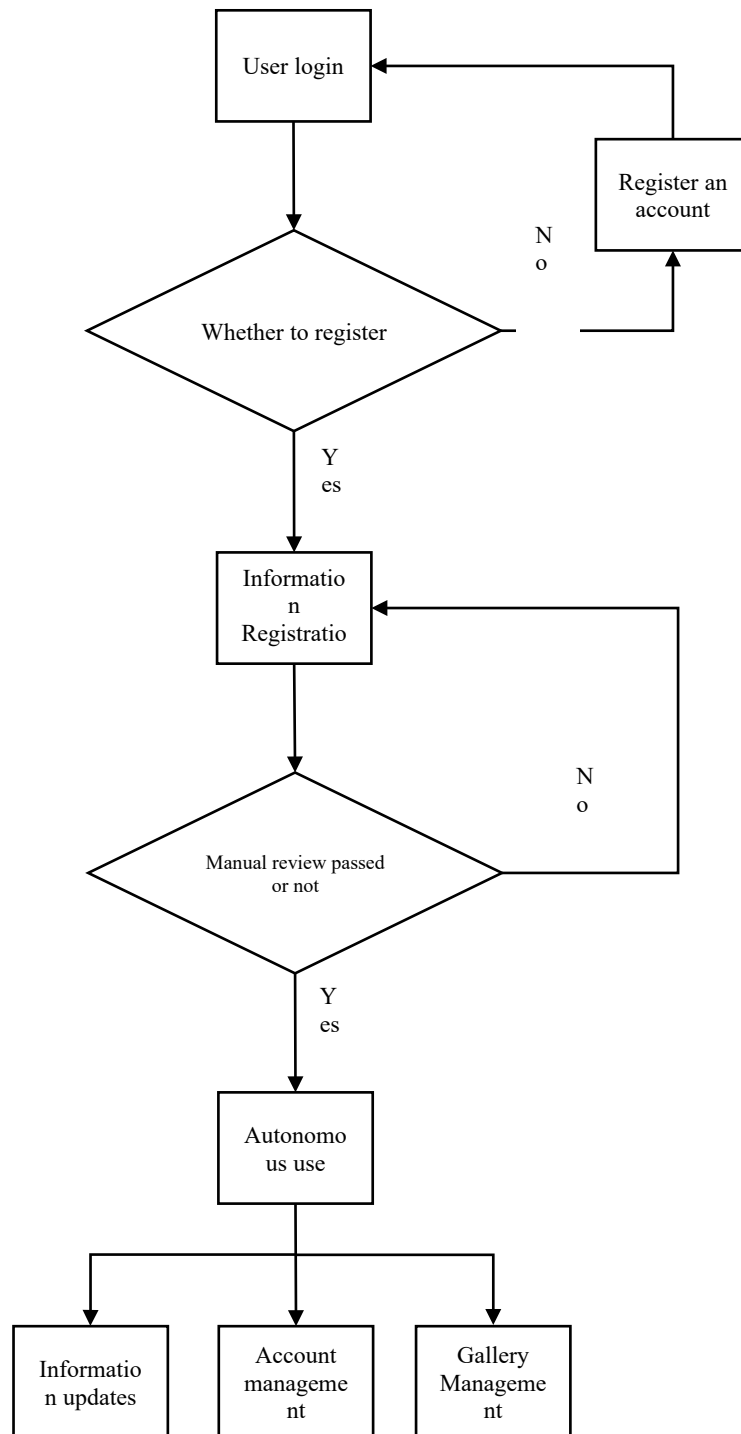 User login
Register an
account
N
o
Whether to register
Y
es
Informatio
n
Registratio
N
o
Manual review passed
or not
Y
es
Autonomo
us use
Informatio
n updates
Account
manageme
nt
Gallery
Manageme
nt